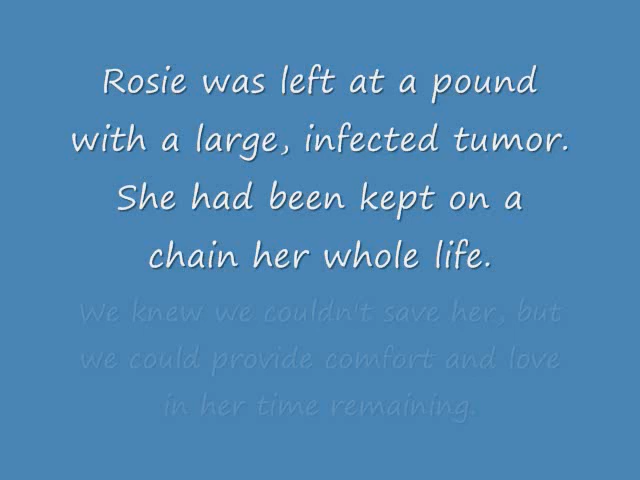 Rosie was left at a pound
with a large, infected tumor.
She had been kept on a
chain her whole life.
We knew we couldn't save her, but
we could provide comfort and love
in her time remaining.